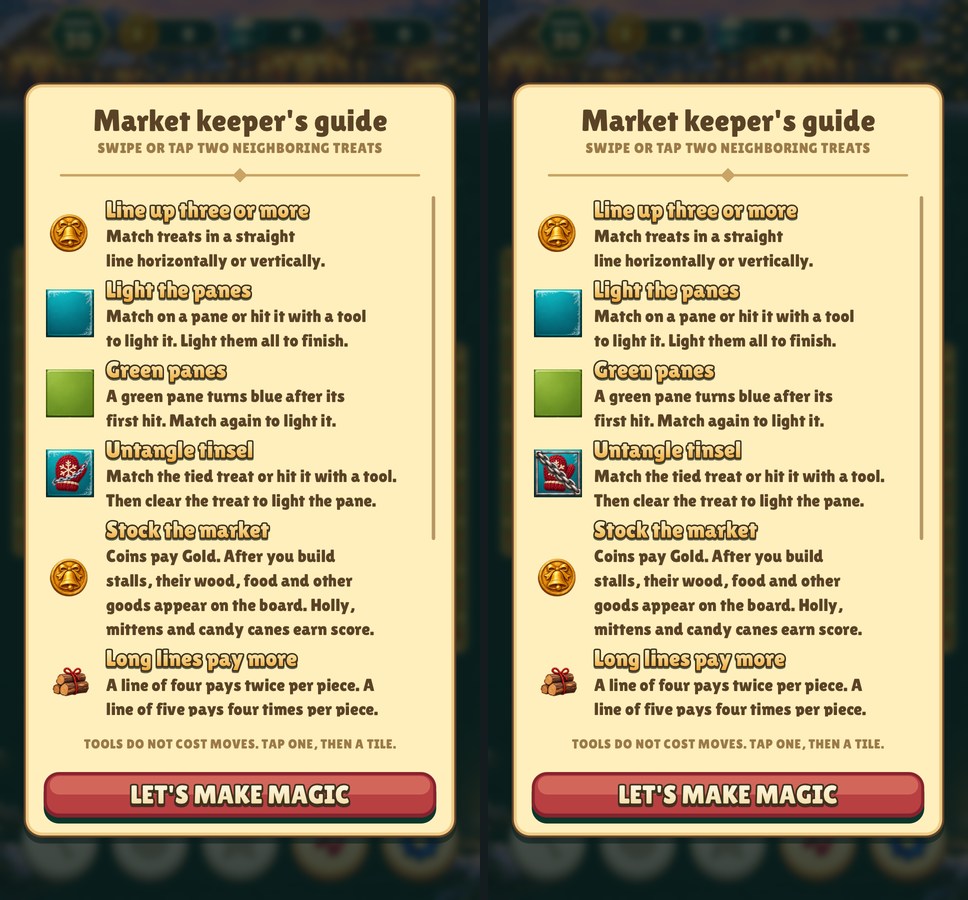 Market keeper's guide
SWIPE OR TAP TWO NEIGHBORING TREATS
Line up three or more
Match treats in a straight
line horizontally or vertically.
Light the panes
Match on a pane or hit it with a tool
to light it. Light them all to finish.
Green panes
A green pane turns blue after its
first hit. Match again to light it.
Untangle tinsel
Match the tied treat or hit it with a tool.
Then clear the treat to light the pane.
Stock the market
Coins pay Gold. After you build
stalls, their wood, food and other
goods appear on the board. Holly,
mittens and candy canes earn score.
Long lines pay more
A line of four pays twice per piece. A
line of five pays four times per piece.
TOOLS DO NOT COST MOVES. TAP ONE, THEN A TILE.
LET'S MAKE MAGIC
Market keeper's guide
SWIPE OR TAP TWO NEIGHBORING TREATS
Line up three or more
Match treats in a straight
line horizontally or vertically.
Light the panes
Match on a pane or hit it with a tool
to light it. Light them all to finish.
Green panes
A green pane turns blue after its
first hit. Match again to light it.
Untangle tinsel
Match the tied treat or hit it with a tool.
Then clear the treat to light the pane.
Stock the market
Coins pay Gold. After you build
stalls, their wood, food and other
goods appear on the board. Holly,
mittens and candy canes earn score.
Long lines pay more
A line of four pays twice per piece. A
line of five pays four times per piece.
TOOLS DO NOT COST MOVES. TAP ONE, THEN A TILE.
LET'S MAKE MAGIC